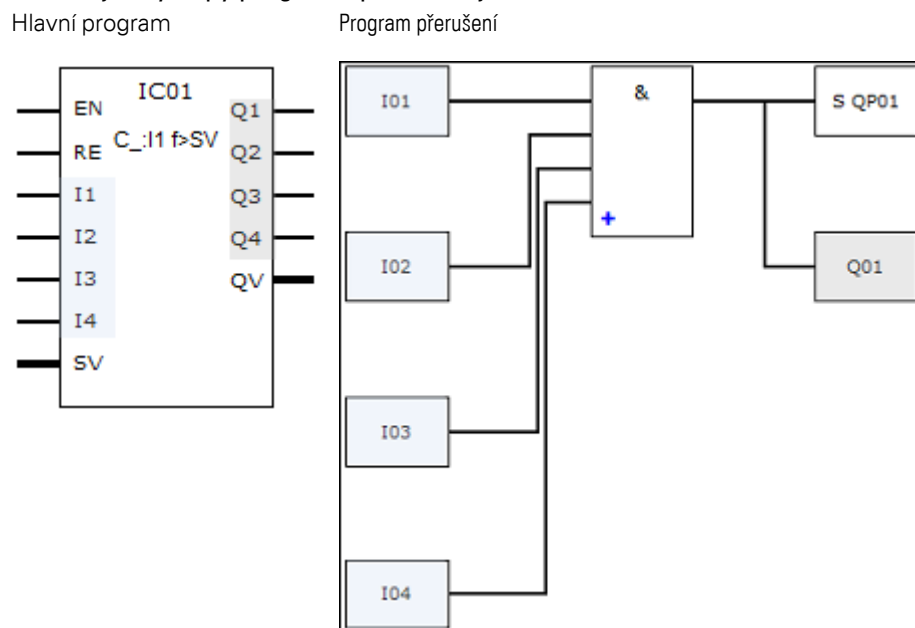 Hlavní program
Program přerušení
IC01
C_:I1 f>SV
EN
RE
I1
I2
I3
I4
SV
Q1
Q2
Q3
Q4
QV
I01
I02
I03
I04
&
+
S QP01
Q01